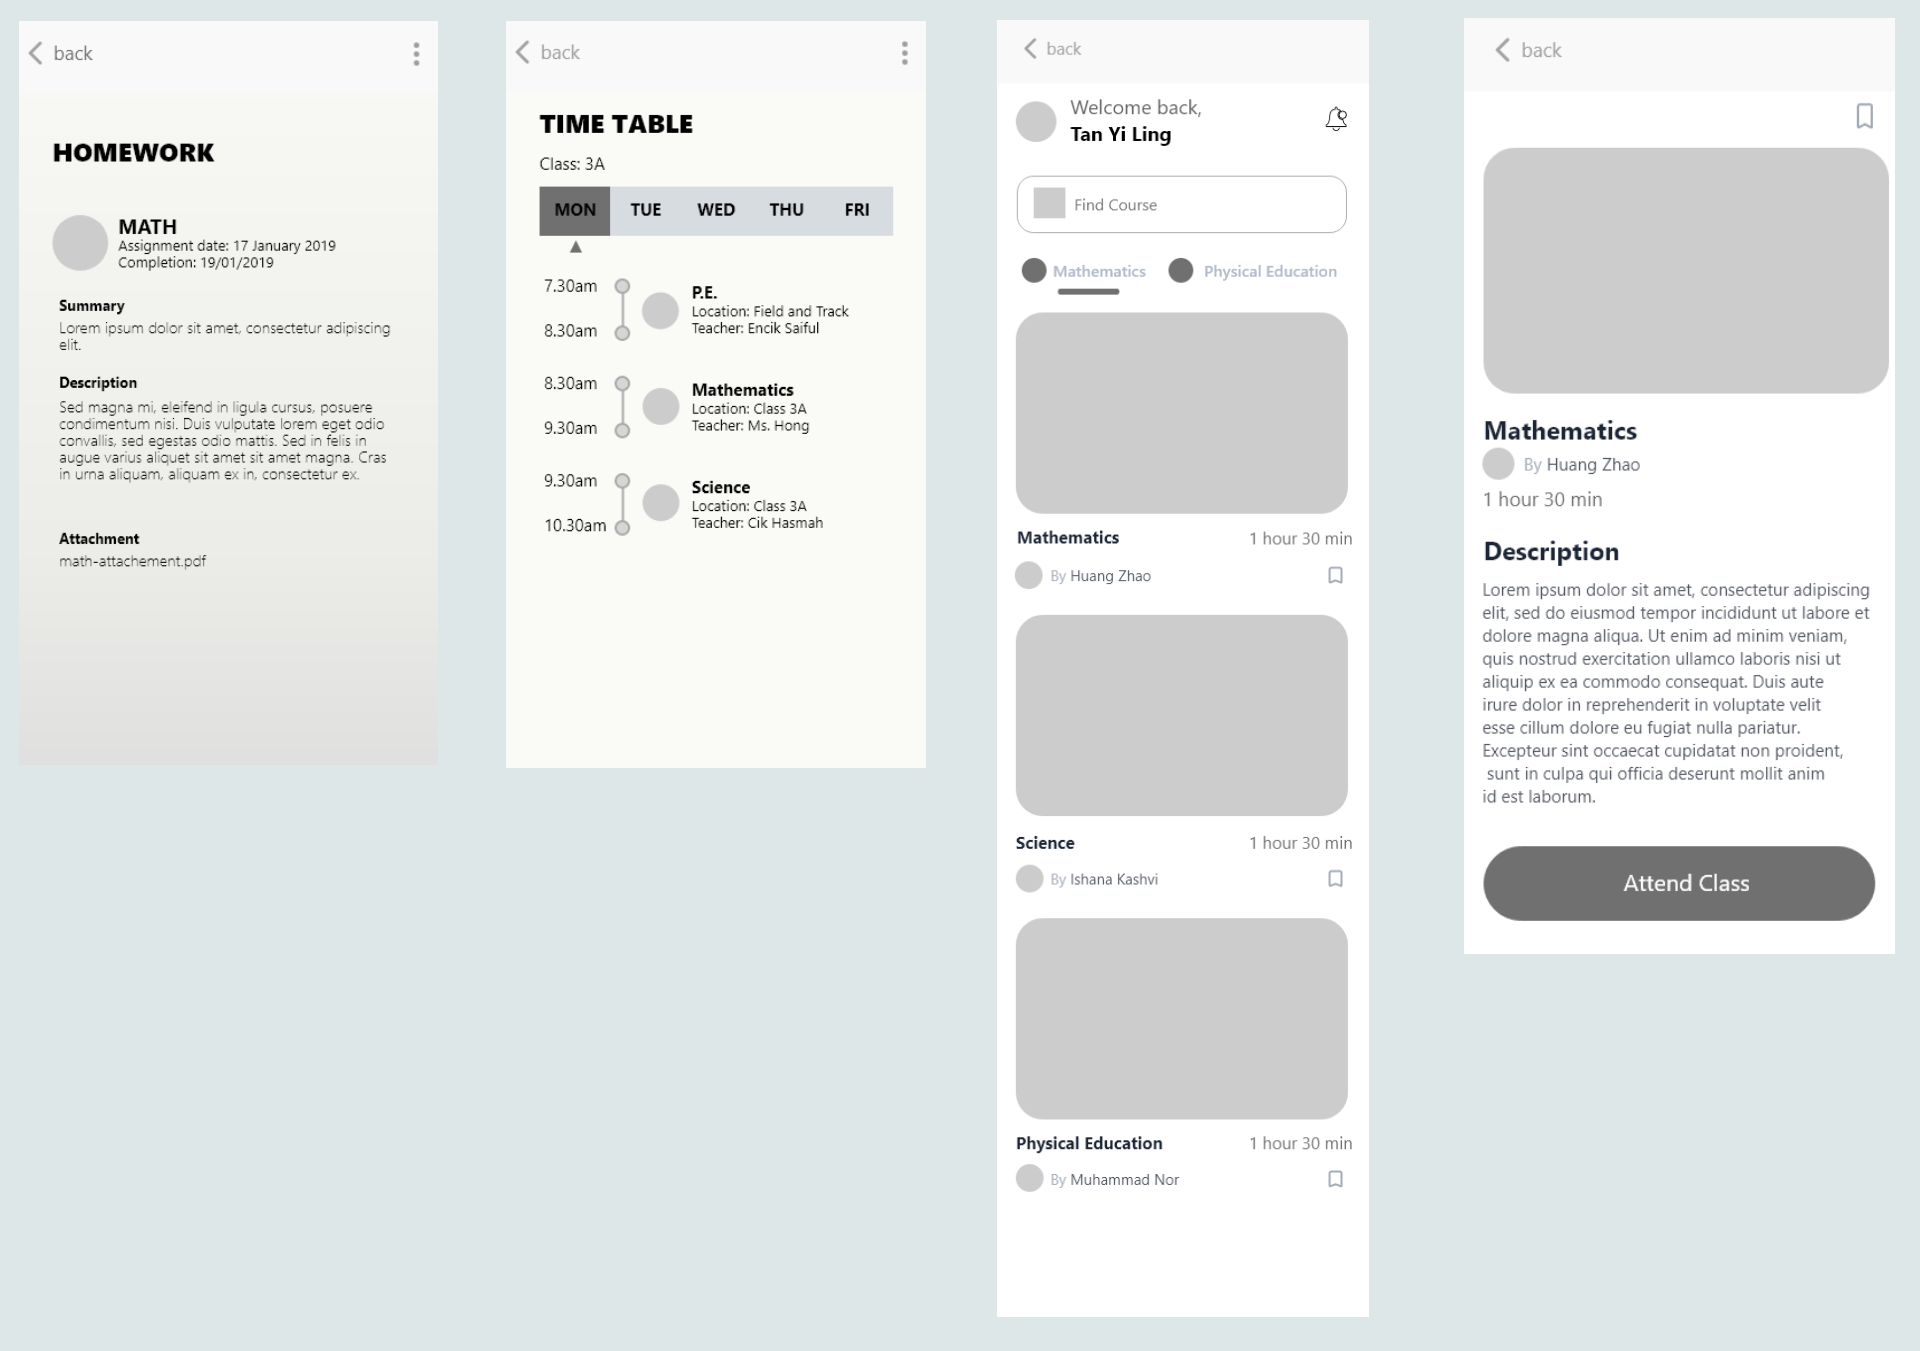 back
HOMEWORK
MATH
Assignment date: 17 January 2019
Completion: 19/01/2019
Summary
Lorem ipsum dolor sit amet, consectetur adipiscing
elit.
Description
Sed magna mi, eleifend in ligula cursus, posuere
condimentum nisi. Duis vulputate lorem eget odio
convallis, sed egestas odio mattis. Sed in felis in
augue varius aliquet sit amet sit amet magna. Cras
in urna aliquam, aliquam ex in, consectetur ex.
Attachment
math-attachement.pdf
back
TIME TABLE
Class: 3A
MON TUE WED THU FRI
7.30am
8.30am
P.E.
Location: Field and Track
Teacher: Encik Saiful
8.30am
9.30am
Mathematics
Location: Class 3A
Teacher: Ms. Hong
9.30am
10.30am
Science
Location: Class 3A
Teacher: Cik Hasmah
back
Welcome back,
Tan Yi Ling
Find Course
Mathematics Physical Education
Mathematics 1 hour 30 min
By Huang Zhao
Science 1 hour 30 min
By Ishana Kashvi
Physical Education 1 hour 30 min
By Muhammad Nor
back
Mathematics
By Huang Zhao
1 hour 30 min
Description
Lorem ipsum dolor sit amet, consectetur adipiscing
elit, sed do eiusmod tempor incididunt ut labore et
dolore magna aliqua. Ut enim ad minim veniam,
quis nostrud exercitation ullamco laboris nisi ut
aliquip ex ea commodo consequat. Duis aute
irure dolor in reprehenderit in voluptate velit
esse cillum dolore eu fugiat nulla pariatur.
Excepteur sint occaecat cupidatat non proident,
sunt in culpa qui officia deserunt mollit anim
id est laborum.
Attend Class